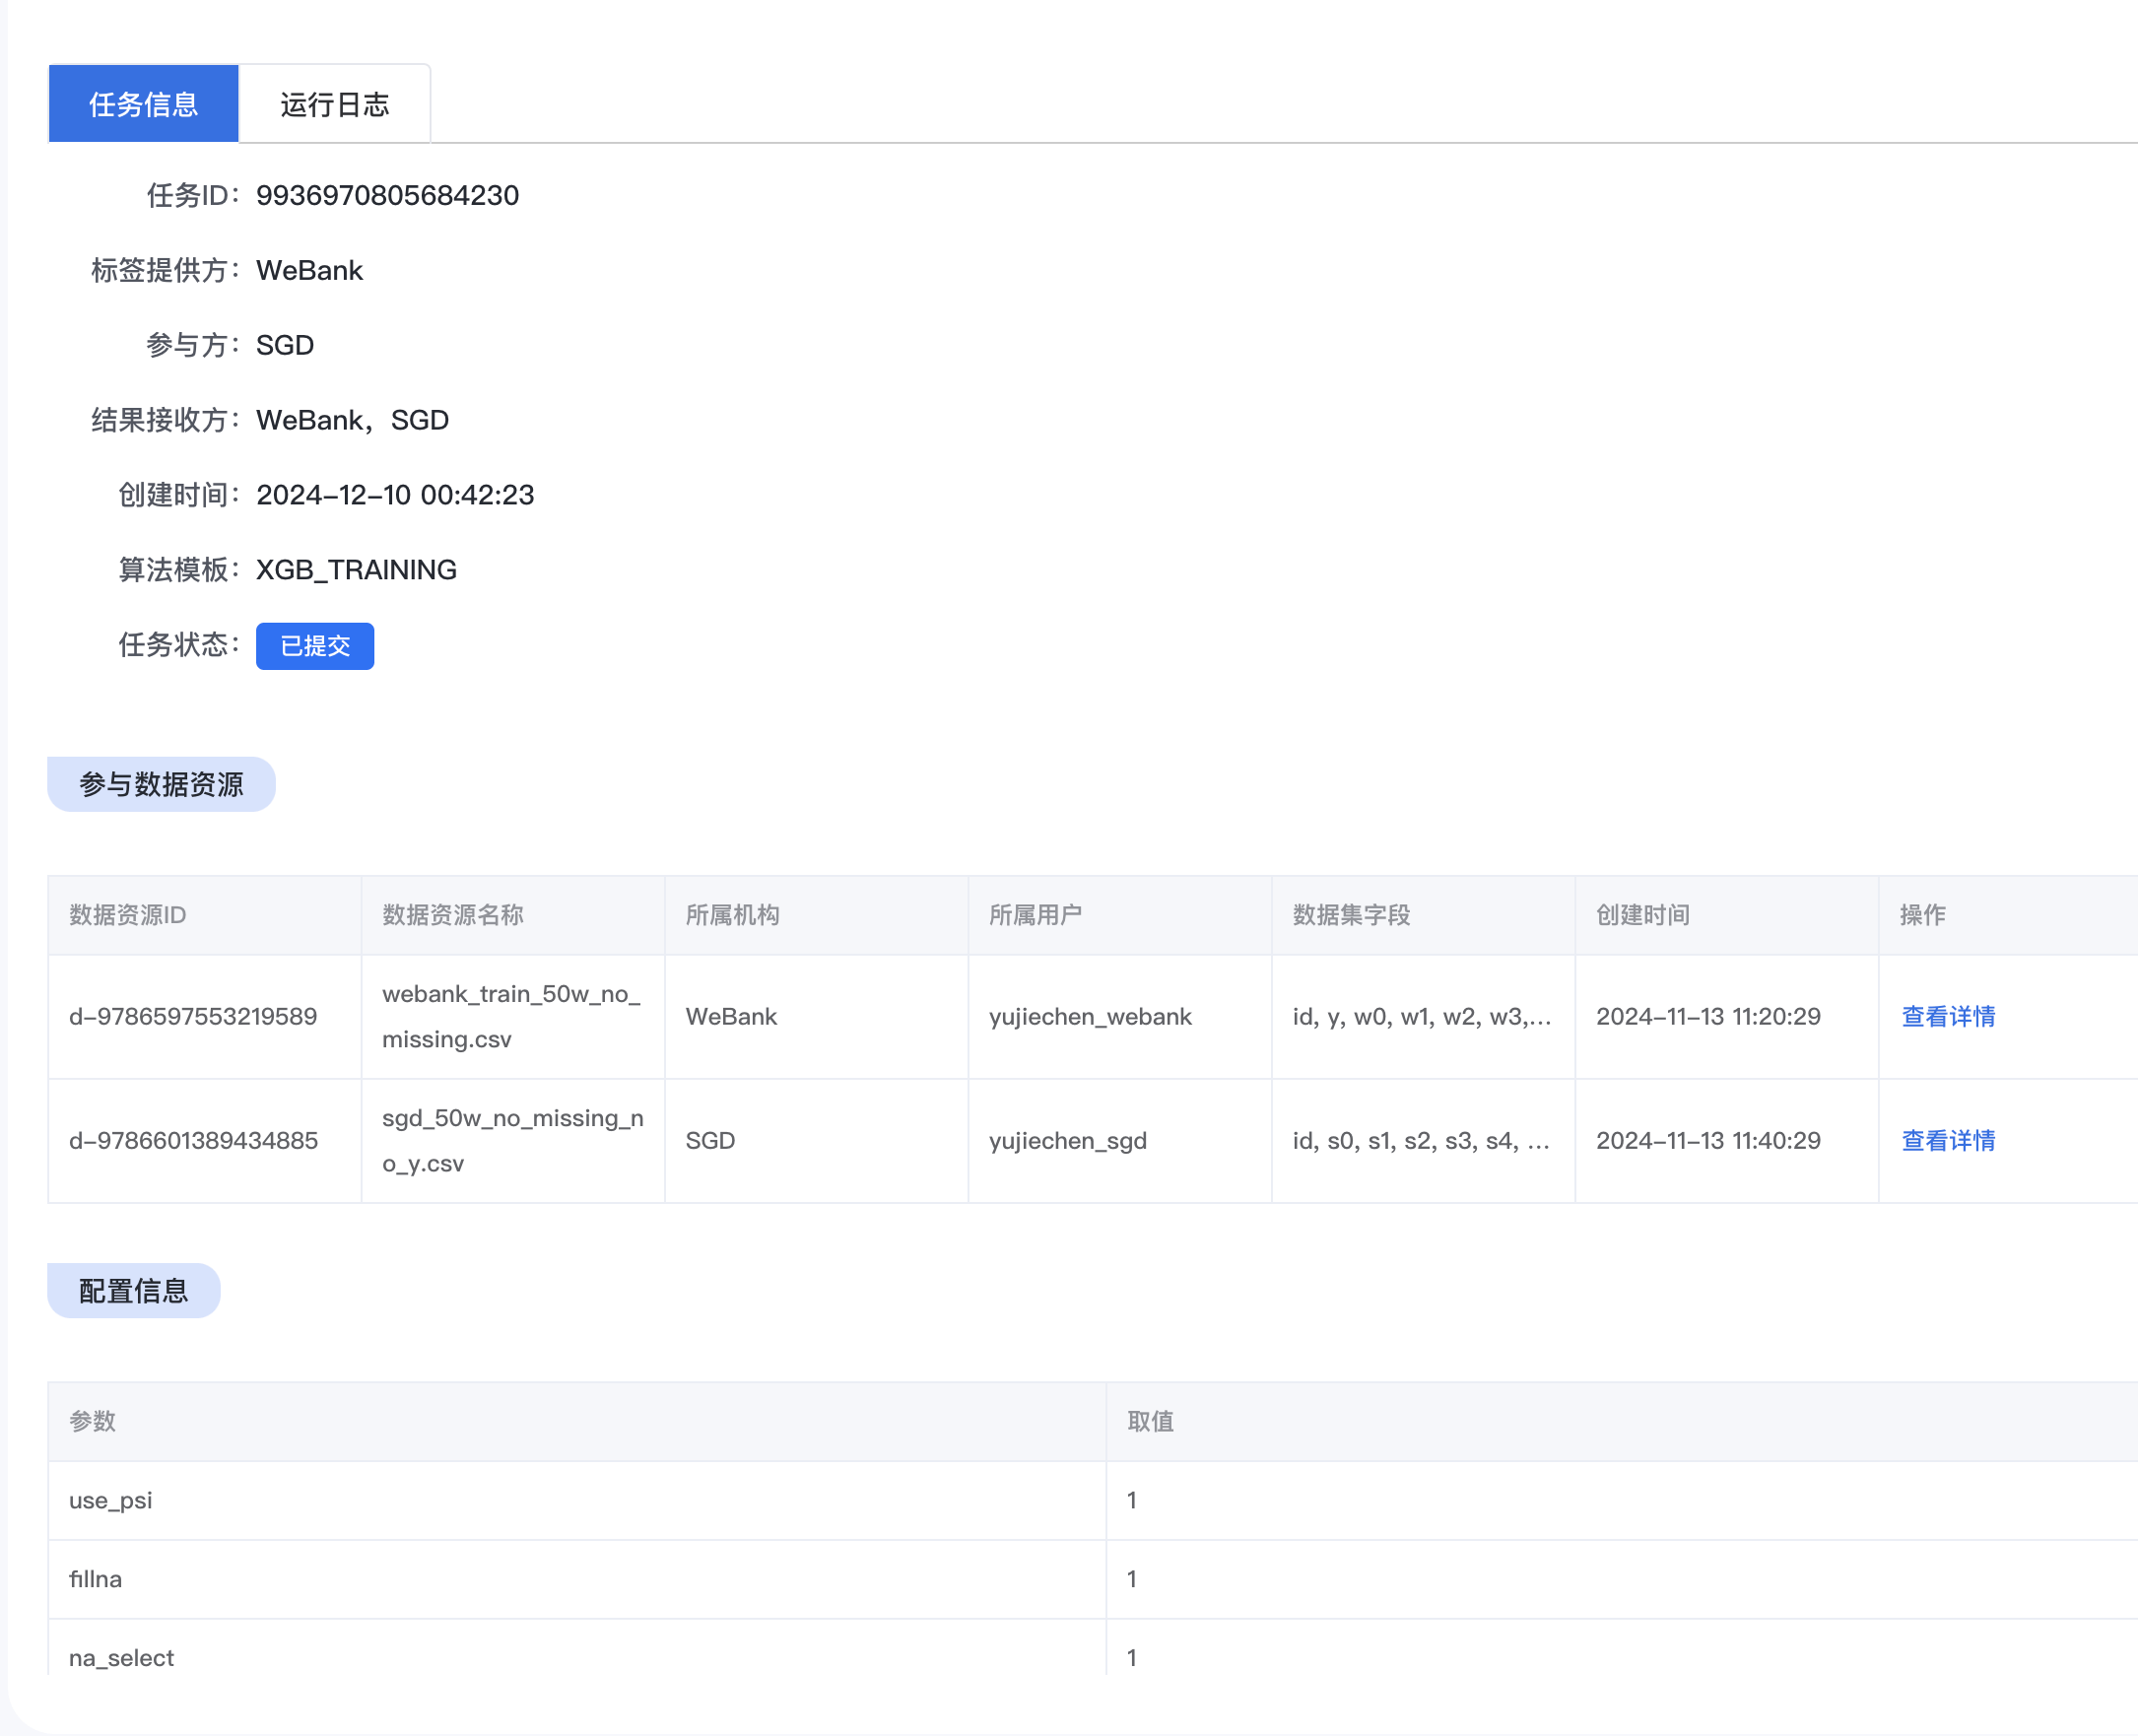 任务信息 运行日志
任务ID： 9936970805684230
标签提供方： WeBank
参与方： SGD
结果接收方： WeBank，SGD
创建时间： 2024-12-10 00:42:23
算法模板： XGB_TRAINING
任务状态： 已提交
参与数据资源
数据资源ID 数据资源名称 所属机构 所属用户 数据集字段 创建时间 操作
d-9786597553219589 webank_train_50w_no_ WeBank yujiechen_webank id, y, w0, w1, w2, w3,... 2024-11-13 11:20:29 查看详情
missing.csv
d-9786601389434885 sgd_50w_no_missing_n SGD yujiechen_sgd id, s0, s1, s2, s3, s4, ... 2024-11-13 11:40:29 查看详情
o_y.csv
配置信息
参数 取值
use_psi 1
fillna 1
na_select 1